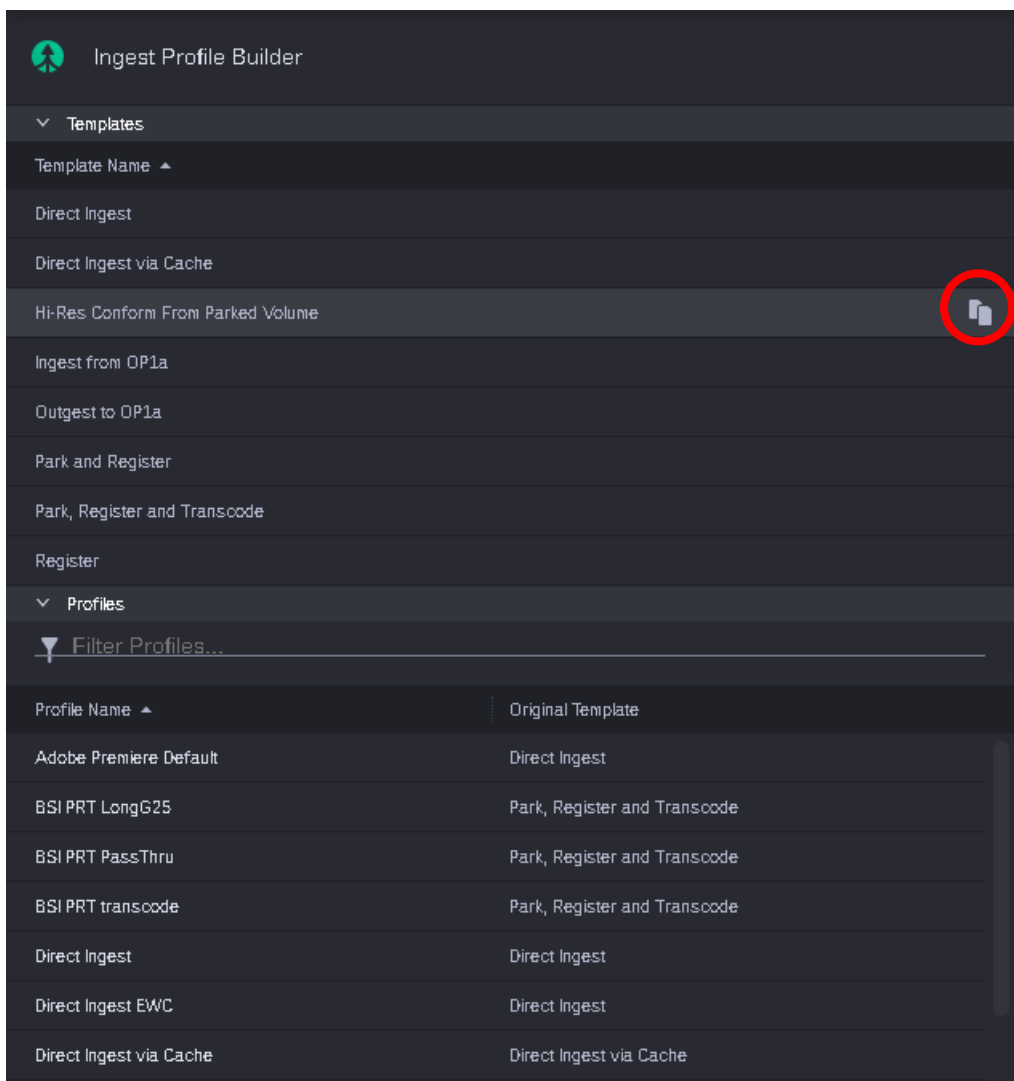 Ingest Profile Builder
Templates
Template Name
Direct Ingest
Direct Ingest via Cache
Hi-Res Conform From Parked Volume
Ingest from OP1a
Outgest to OP1a
Park and Register
Park, Register and Transcode
Register
Profiles
Filter Profiles...
Profile Name Original Template
Adobe Premiere Default Direct Ingest
BSI PRT LongG25 Park, Register and Transcode
BSI PRT PassThru Park, Register and Transcode
BSI PRT transcode Park, Register and Transcode
Direct Ingest Direct Ingest
Direct Ingest EWC Direct Ingest
Direct Ingest via Cache Direct Ingest via Cache